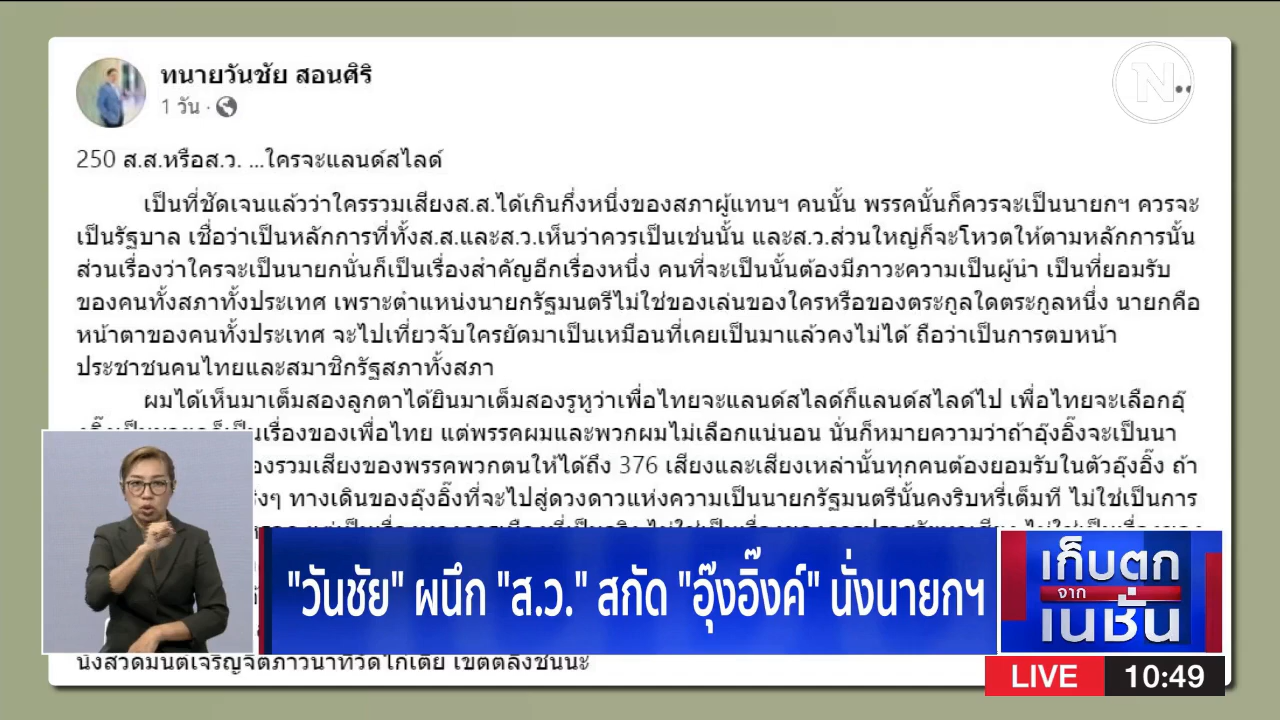 ทนายวันชัย สอนศิริ
1 วัน ·
N
250 ส.ส.หรือส.ว. ...ใครจะแลนด์สไลด์
เป็นที่ชัดเจนแล้วว่าใครรวมเสียงส.ส.ได้เกินกึ่งหนึ่งของสภาผู้แทนฯ คนนั้น พรรคนั้นก็ควรจะเป็นนายกฯ ควรจะ
เป็นรัฐบาล เชื่อว่าเป็นหลักการที่ทั้งส.ส.และส.ว.เห็นว่าควรเป็นเช่นนั้น และส.ว.ส่วนใหญ่ก็จะโหวตให้ตามหลักการนั้น
ส่วนเรื่องว่าใครจะเป็นนายกนั่นก็เป็นเรื่องสำคัญอีกเรื่องหนึ่ง คนที่จะเป็นนั้นต้องมีภาวะความเป็นผู้นำ เป็นที่ยอมรับ
ของคนทั้งสภาทั้งประเทศ เพราะตำแหน่งนายกรัฐมนตรีไม่ใช่ของเล่นของใครหรือของตระกูลใดตระกูลหนึ่ง นายกคือ
หน้าตาของคนทั้งประเทศ จะไปเที่ยวจับใครยัดมาเป็นเหมือนที่เคยเป็นมาแล้วคงไม่ได้ ถือว่าเป็นการตบหน้า
ประชาชนคนไทยและสมาชิกรัฐสภาทั้งสภา
ผมได้เห็นมาเต็มสองลูกตาได้ยินมาเต็มสองรูหูว่าเพื่อไทยจะแลนด์สไลด์ก็แลนด์สไลด์ไป เพื่อไทยจะเลือกอุ๊
เป็นเรื่องของเพื่อไทย แต่พรรคผมและพวกผมไม่เลือกแน่นอน นั่นก็หมายความว่าถ้าอุ๊งอิ๊งจะเป็นนา
องรวมเสียงของพรรคพวกตนให้ได้ถึง 376 เสียงและเสียงเหล่านั้นทุกคนต้องยอมรับในตัวอุ๊งอิ๊ง ถ้า
ริงๆ ทางเดินของอุ๊งอิ๊งที่จะไปสู่ดวงดาวแห่งความเป็นนายกรัฐมนตรีนั้นคงริบหรี่เต็มที ไม่ใช่เป็นการ
"วันชัย" ผนึก "ส.ว." สกัด "อุ๊งอิ๊งค์" นั่งนายกฯ
เก็บตก
จาก
เนชั่น
นั่งสวดมนต์เจริญจิตภาวนาที่วัดไก่เตี้ย เขตตลิ่งชันนะ
LIVE 10:49